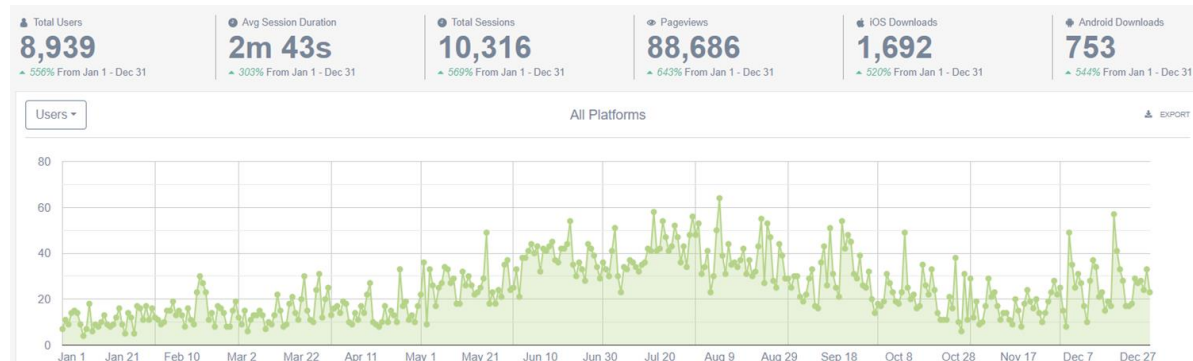 Total Users
8,939
556% From Jan 1 - Dec 31
Avg Session Duration
2m 43s
303% From Jan 1 - Dec 31
Total Sessions
10,316
569% From Jan 1 - Dec 31
Pageviews
88,686
643% From Jan 1 - Dec 31
iOS Downloads
1,692
520% From Jan 1 - Dec 31
Android Downloads
753
544% From Jan 1 - Dec 31
Users
All Platforms
EXPORT
80
60
40
20
0
Jan 1 Jan 21 Feb 10 Mar 2 Mar 22 Apr 11 May 1 May 21 Jun 10 Jun 30 Jul 20 Aug 9 Aug 29 Sep 18 Oct 8 Oct 28 Nov 17 Dec 7 Dec 27